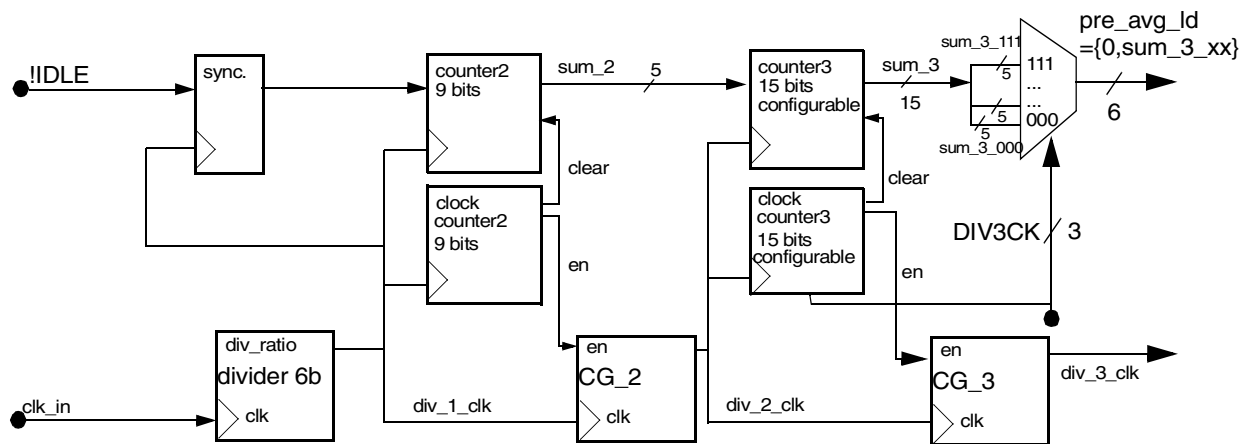 pre_avg_ld
={0,sum_3_xx}
!IDLE
sync.
counter2
9 bits
sum_2
5
counter3
15 bits
configurable
sum_3
15
sum_3_111
5
5
5
sum_3_000
111
...
...
000
6
clear
clear
clock
counter2
9 bits
en
clock
counter3
15 bits
configurable
en
DIV3CK
3
div_ratio
divider 6b
clk
clk_in
div_1_clk
en
CG_2
clk
div_2_clk
en
CG_3
clk
div_3_clk